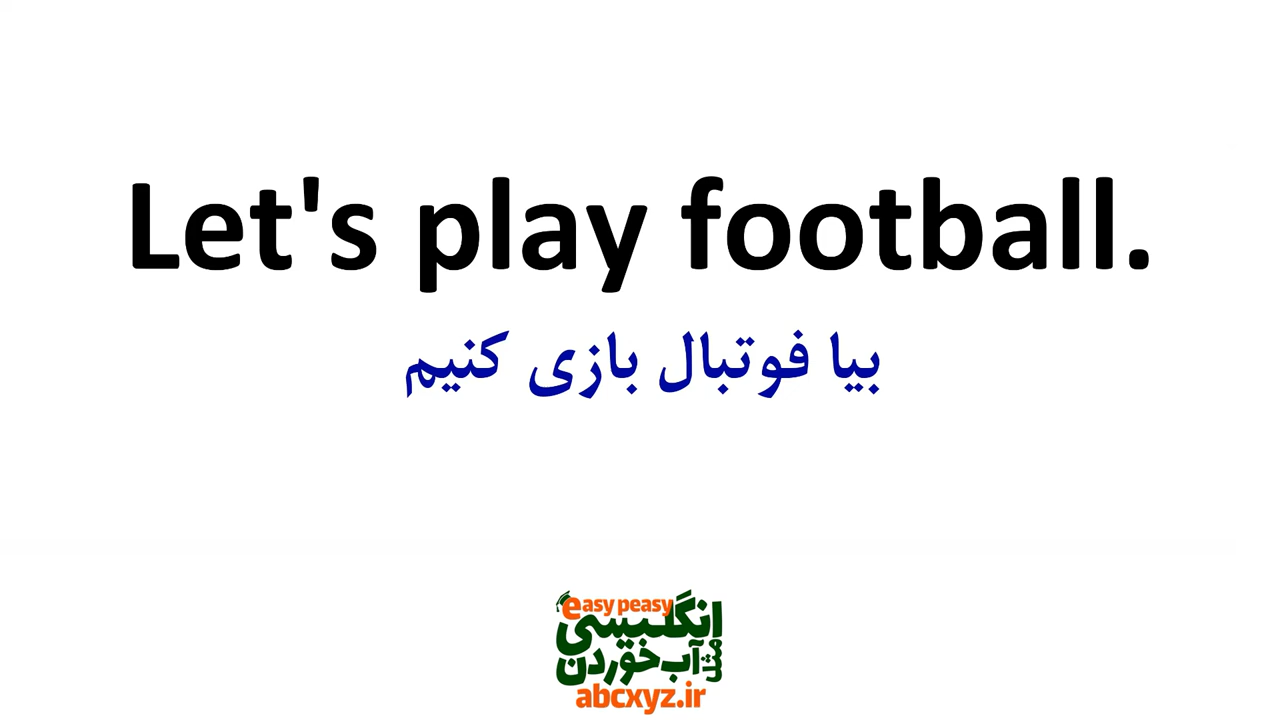 Let's play football.
بیا فوتبال بازی کنیم
easy peasy
انگلیسی
مثل آب خوردن
abcxyz.ir